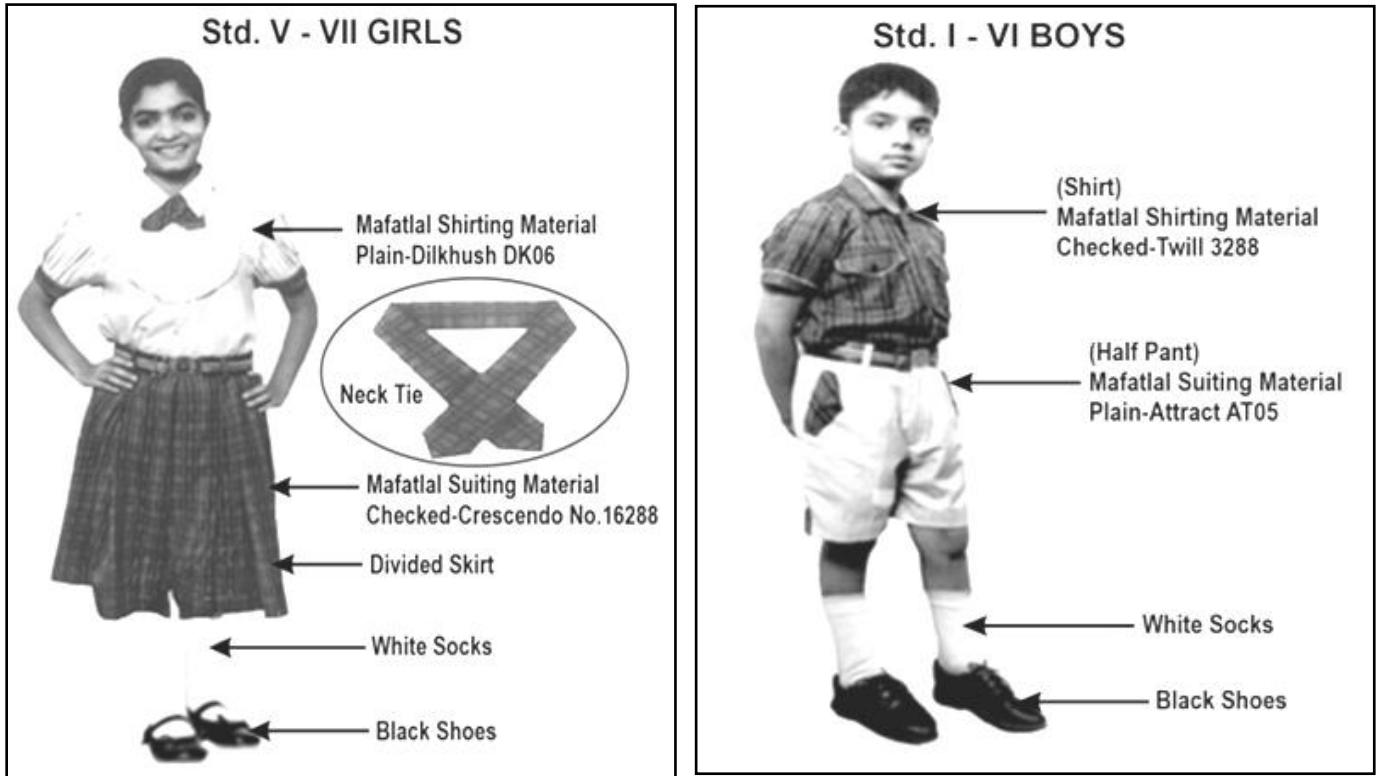 Std. V - VII GIRLS
Mafatlal Shirting Material
Plain-Dilkhush DK06
Neck Tie
Mafatlal Suiting Material
Checked-Crescendo No.16288
Divided Skirt
White Socks
Black Shoes
Std. I - VI BOYS
(Shirt)
Mafatlal Shirting Material
Checked-Twill 3288
(Half Pant)
Mafatlal Suiting Material
Plain-Attract AT05
White Socks
Black Shoes